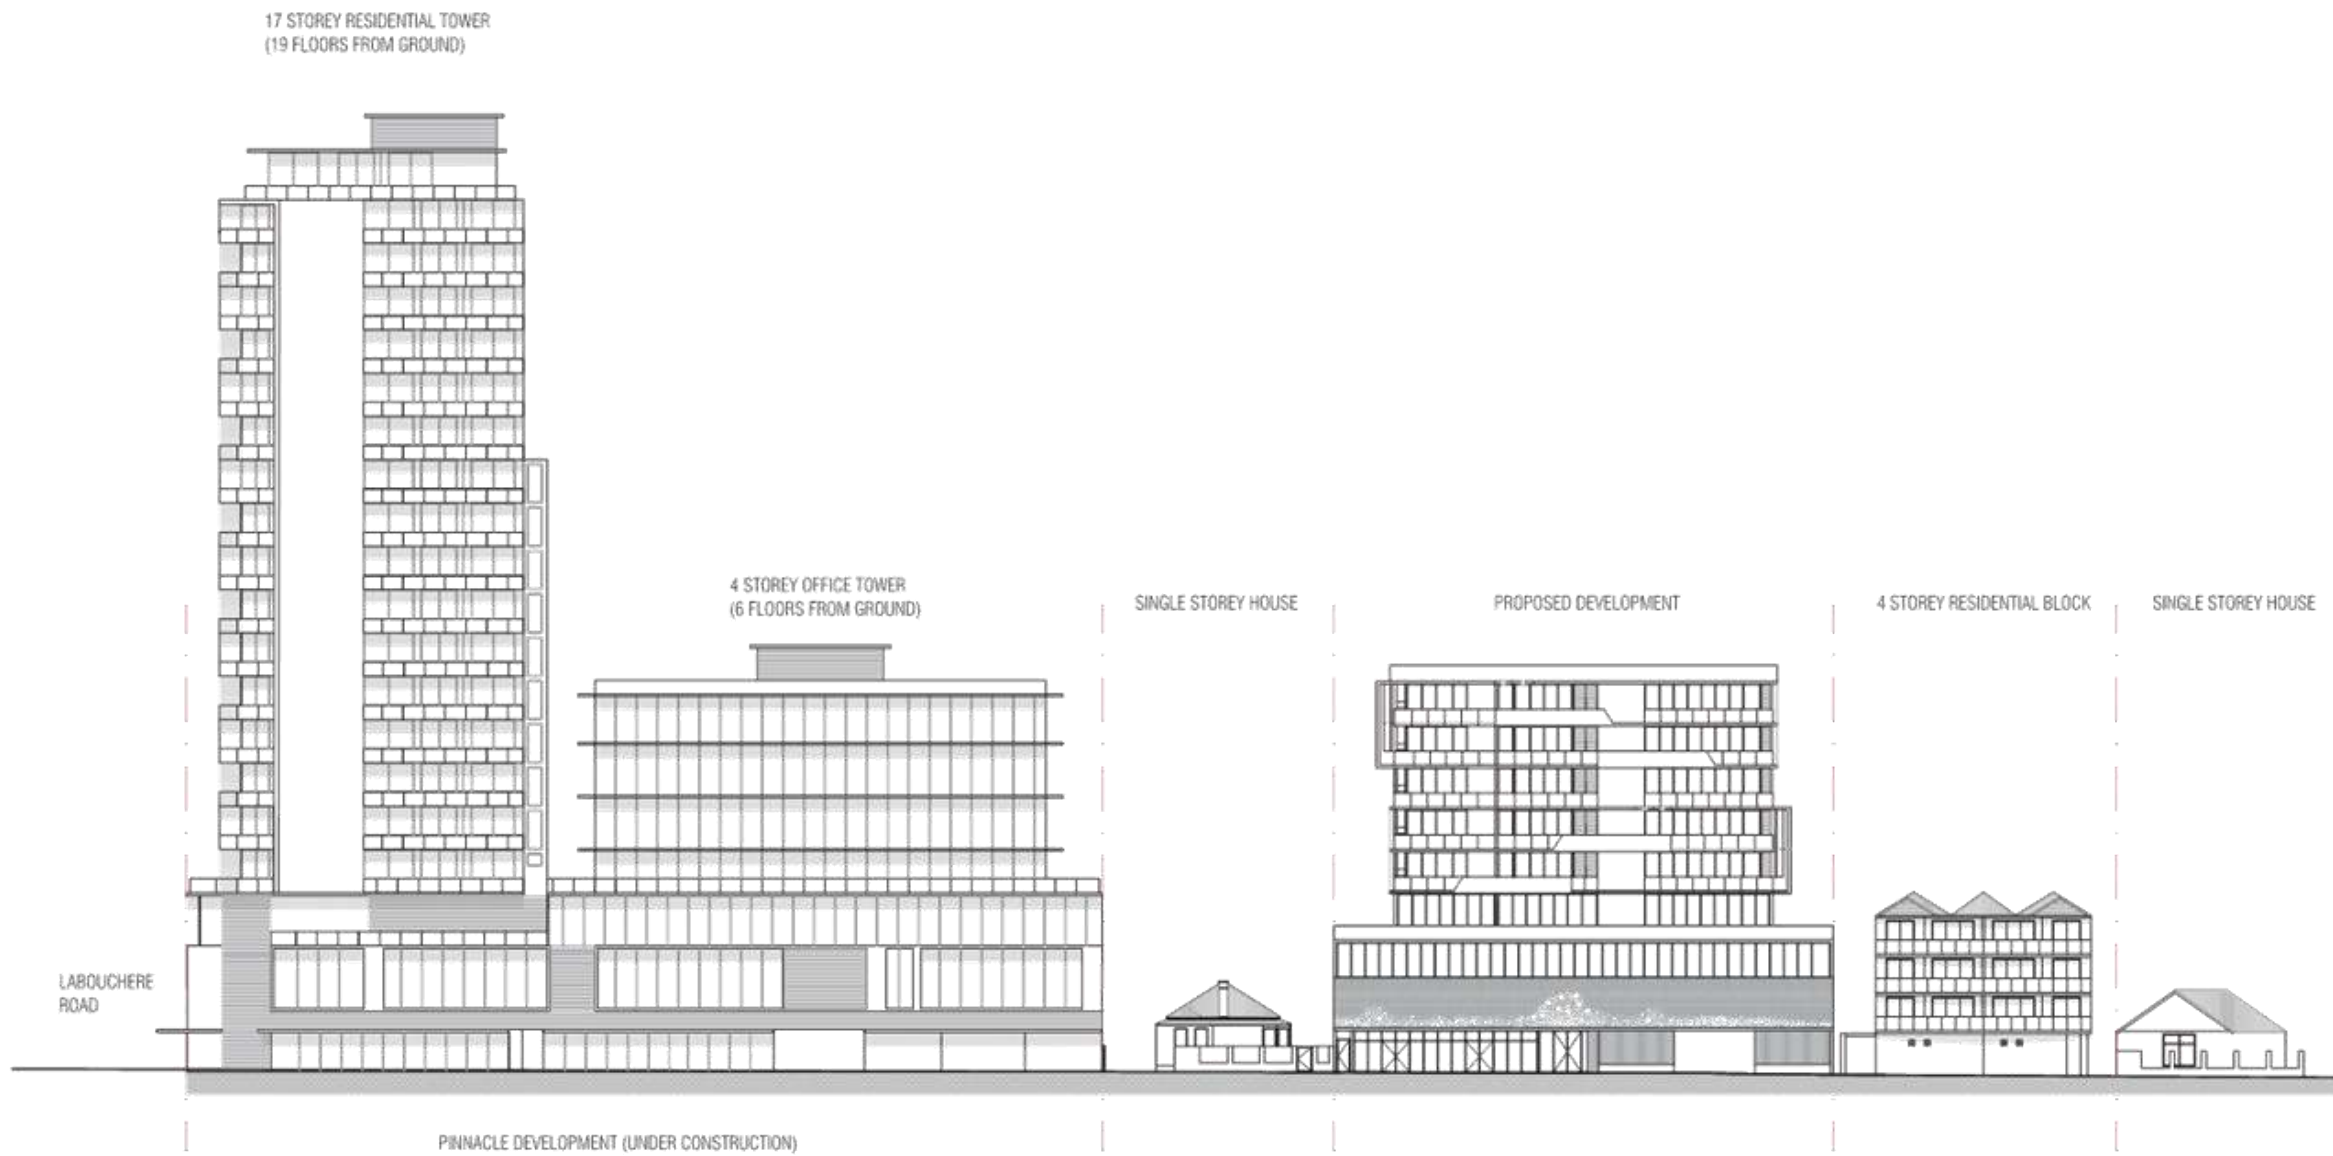 17 STOREY RESIDENTIAL TOWER
(19 FLOORS FROM GROUND)
4 STOREY OFFICE TOWER
(6 FLOORS FROM GROUND)
SINGLE STOREY HOUSE
PROPOSED DEVELOPMENT
4 STOREY RESIDENTIAL BLOCK
SINGLE STOREY HOUSE
LABOUCHERE
ROAD
PINNACLE DEVELOPMENT (UNDER CONSTRUCTION)